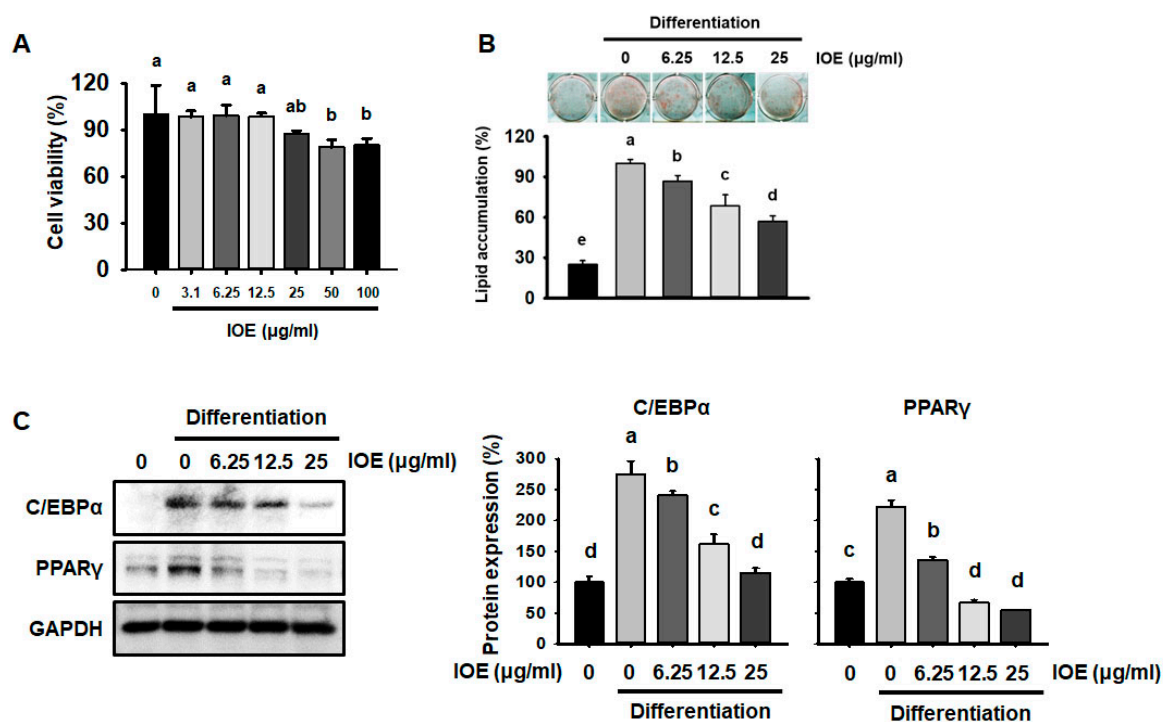 A
Cell viability (%)
120
90
60
30
0
a
a
a
a
ab
b
b
0 3.1 6.25 12.5 25 50 100
IOE (µg/ml)
B
Differentiation
0 6.25 12.5 25 IOE (µg/ml)
Lipid accumulation (%)
120
90
60
30
0
e
a
b
c
d
C
Differentiation
0 0 6.25 12.5 25 IOE (µg/ml)
C/EBPα
PPARγ
GAPDH
Protein expression (%)
C/EBPα
300
250
200
150
100
50
0
d
a
b
c
d
PPARγ
c
a
b
d
d
IOE (µg/ml) 0 0 6.25 12.5 25 0 0 6.25 12.5 25 IOE (µg/ml)
Differentiation Differentiation